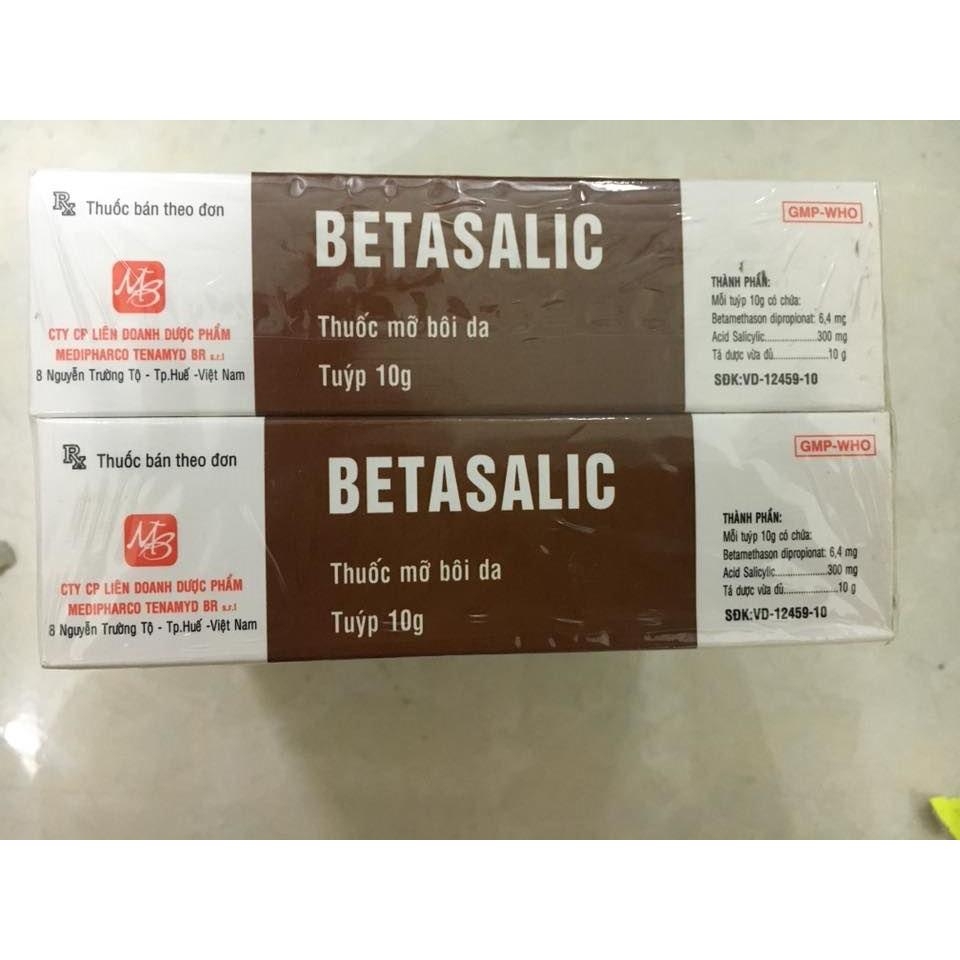 Rx Thuốc bán theo đơn
MB
CTY CP LIÊN DOANH DƯỢC PHẨM
MEDIPHARCO TENAMYD BR s.r.l
8 Nguyễn Trường Tộ - Tp.Huế -Việt Nam
BETASALIC
Thuốc mỡ bôi da
Tuýp 10g
GMP-WHO
THÀNH PHẦN:
Mỗi tuýp 10g có chứa:
Betamethason dipropionat: 6,4 mg
Acid Salicylic....................300 mg
Tá dược vừa đủ.....................10 g
SĐK:VD-12459-10
Rx Thuốc bán theo đơn
MB
CTY CP LIÊN DOANH DƯỢC PHẨM
MEDIPHARCO TENAMYD BR s.r.l
8 Nguyễn Trường Tộ - Tp.Huế -Việt Nam
BETASALIC
Thuốc mỡ bôi da
Tuýp 10g
GMP-WHO
THÀNH PHẦN:
Mỗi tuýp 10g có chứa:
Betamethason dipropionat: 6,4 mg
Acid Salicylic....................300 mg
Tá dược vừa đủ.....................10 g
SĐK:VD-12459-10